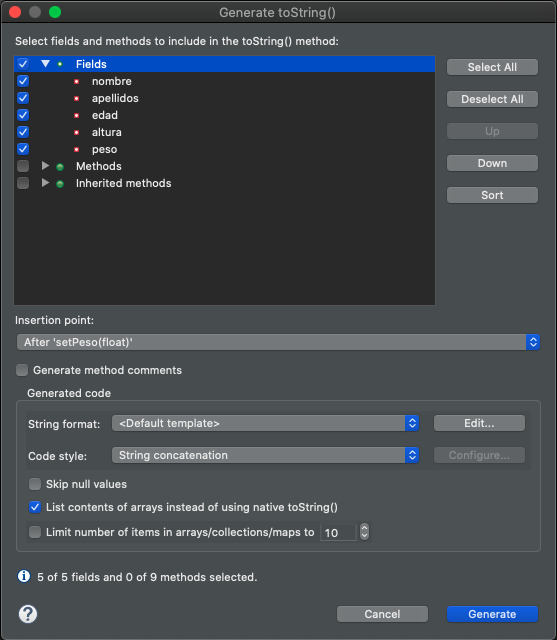 Generate toString()
Select fields and methods to include in the toString() method:
Fields
nombre
apellidos
edad
altura
peso
Methods
Inherited methods
Select All
Deselect All
Up
Down
Sort
Insertion point:
After 'setPeso(float)'
Generate method comments
Generated code
String format: <Default template> Edit...
Code style: String concatenation Configure...
Skip null values
List contents of arrays instead of using native toString()
Limit number of items in arrays/collections/maps to 10
5 of 5 fields and 0 of 9 methods selected.
? Cancel Generate